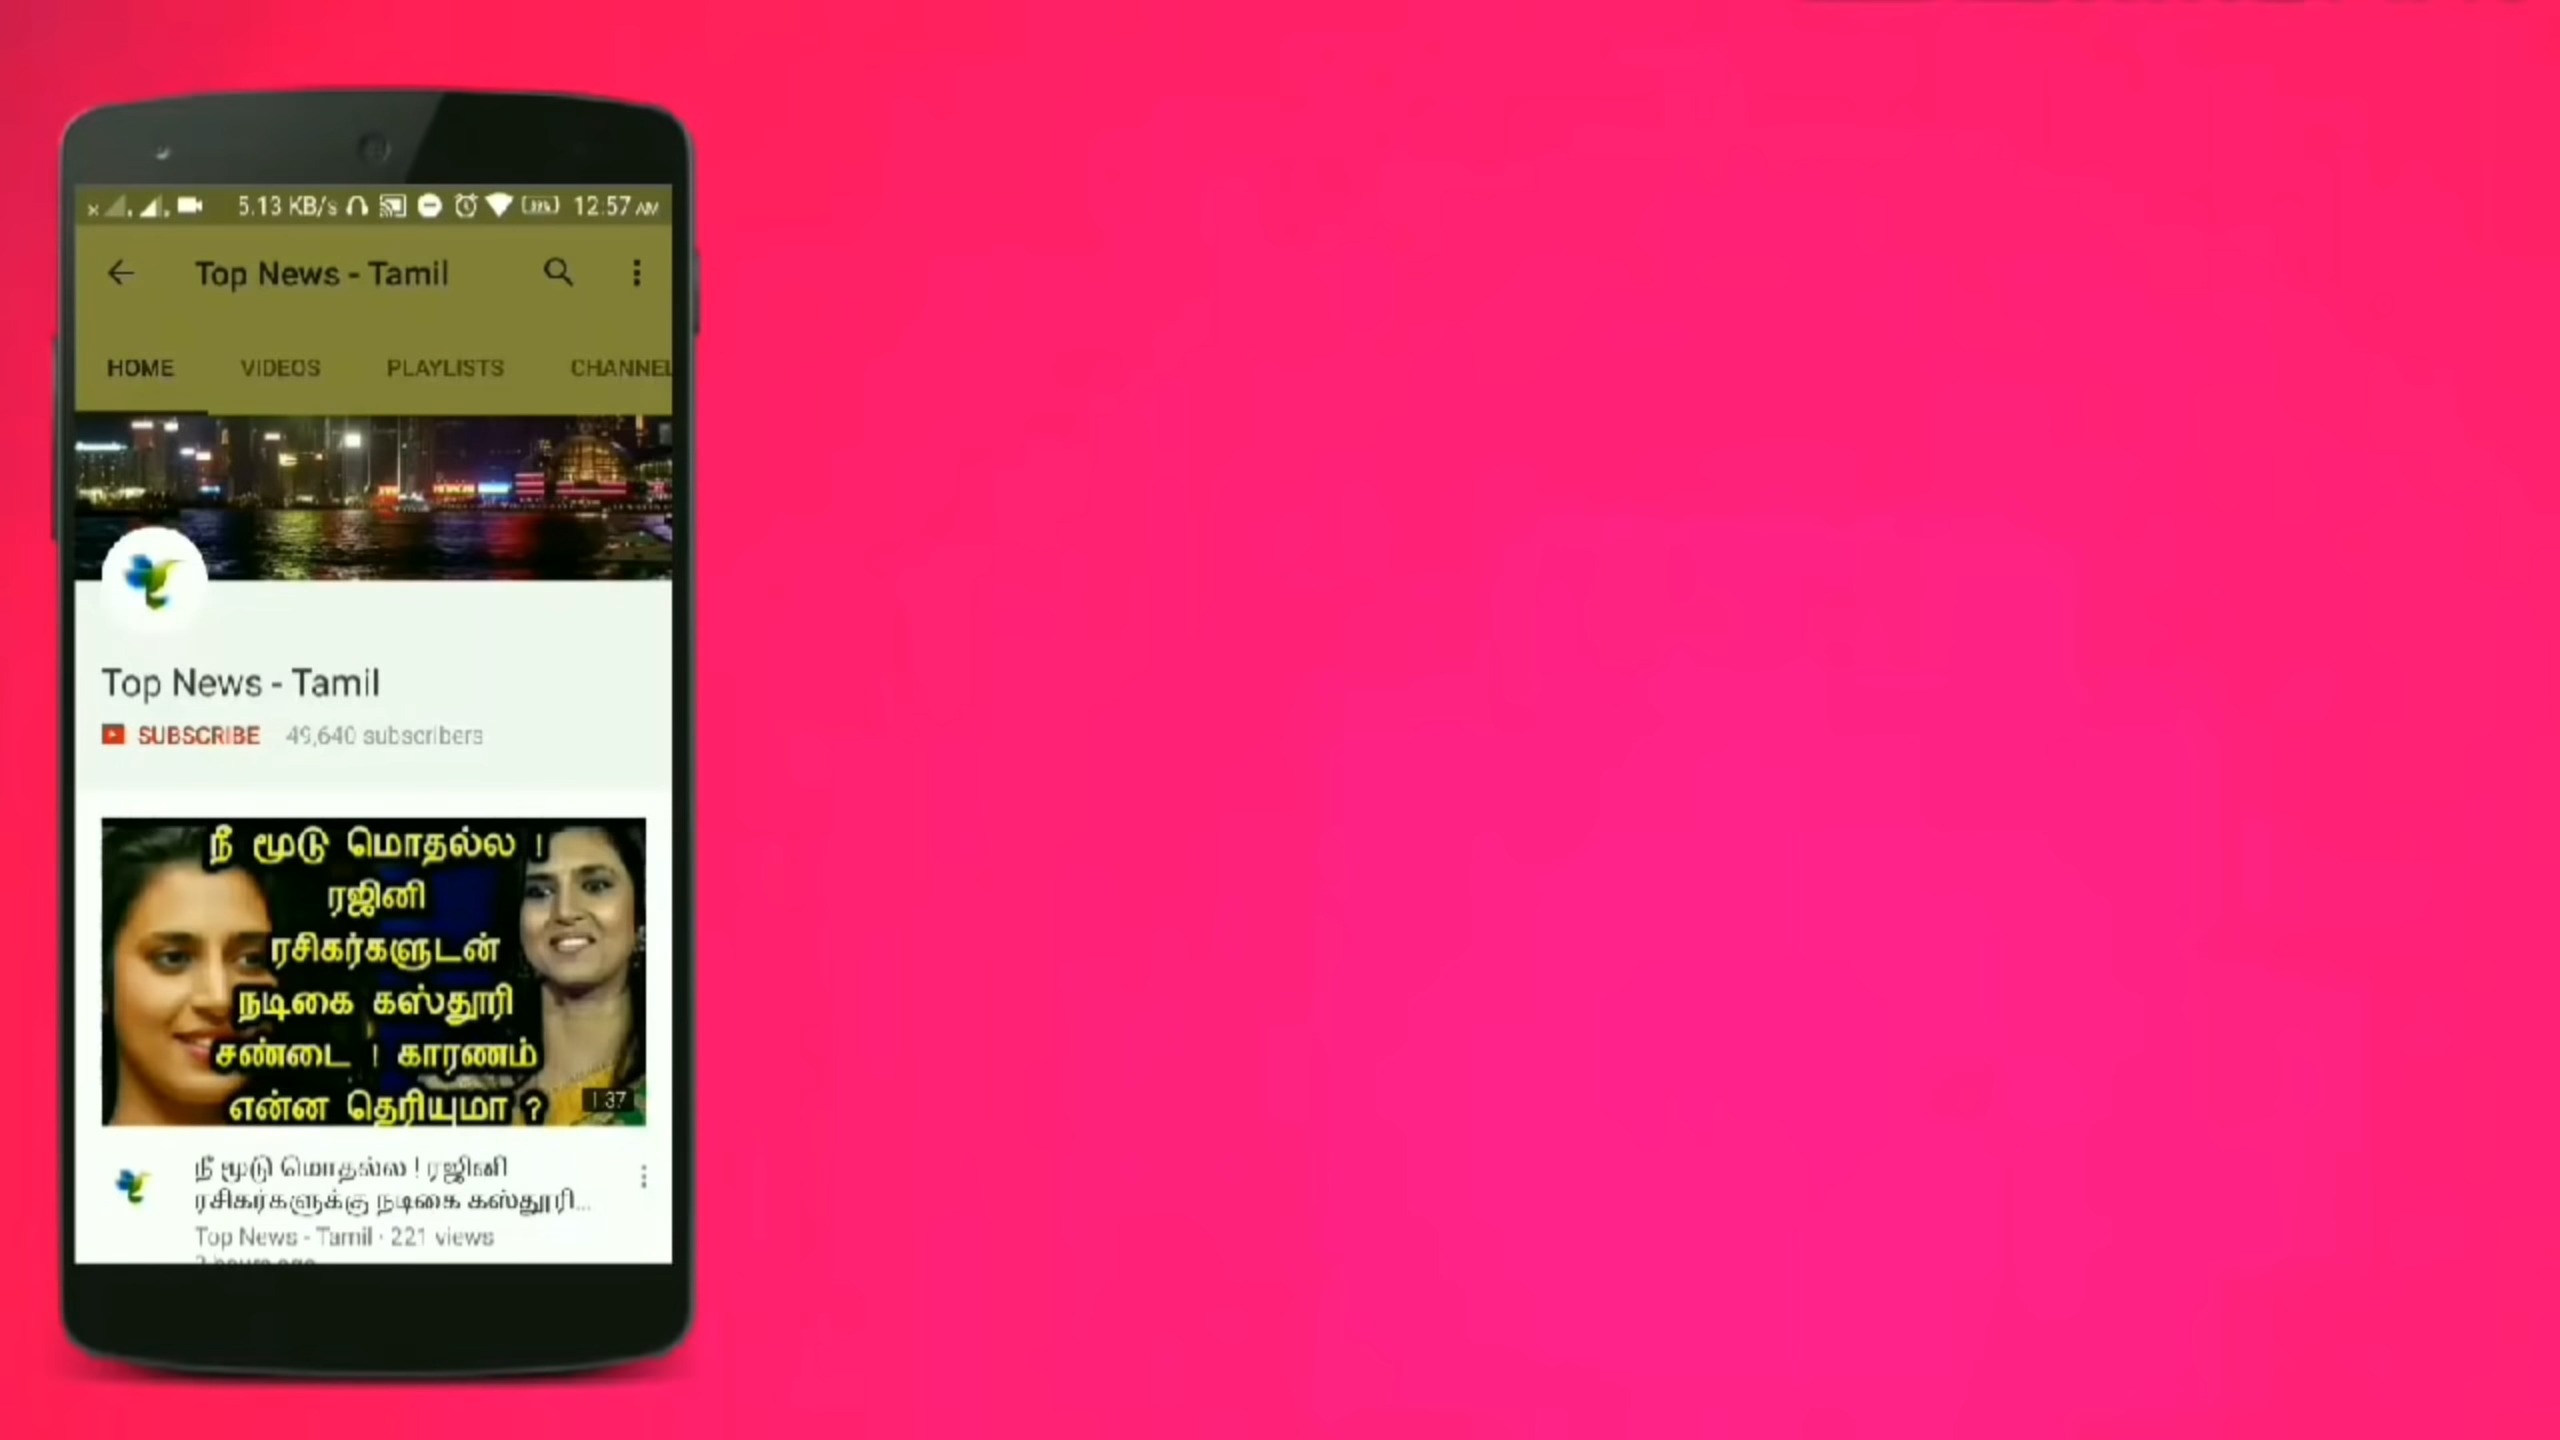 5.13 KB/s 12.57 AM
Top News - Tamil
HOME VIDEOS PLAYLISTS CHANNEL
Top News - Tamil
SUBSCRIBE 49,640 subscribers
நீ மூடு மொதல்ல !
ரஜினி
ரசிகர்களுடன்
நடிகை கஸ்தூரி
சண்டை ! காரணம்
என்ன தெரியுமா ?
1:37
நீ மூடு மொதல்ல ! ரஜினி
ரசிகர்களுக்கு நடிகை கஸ்தூரி...
Top News - Tamil · 221 views
hours ago